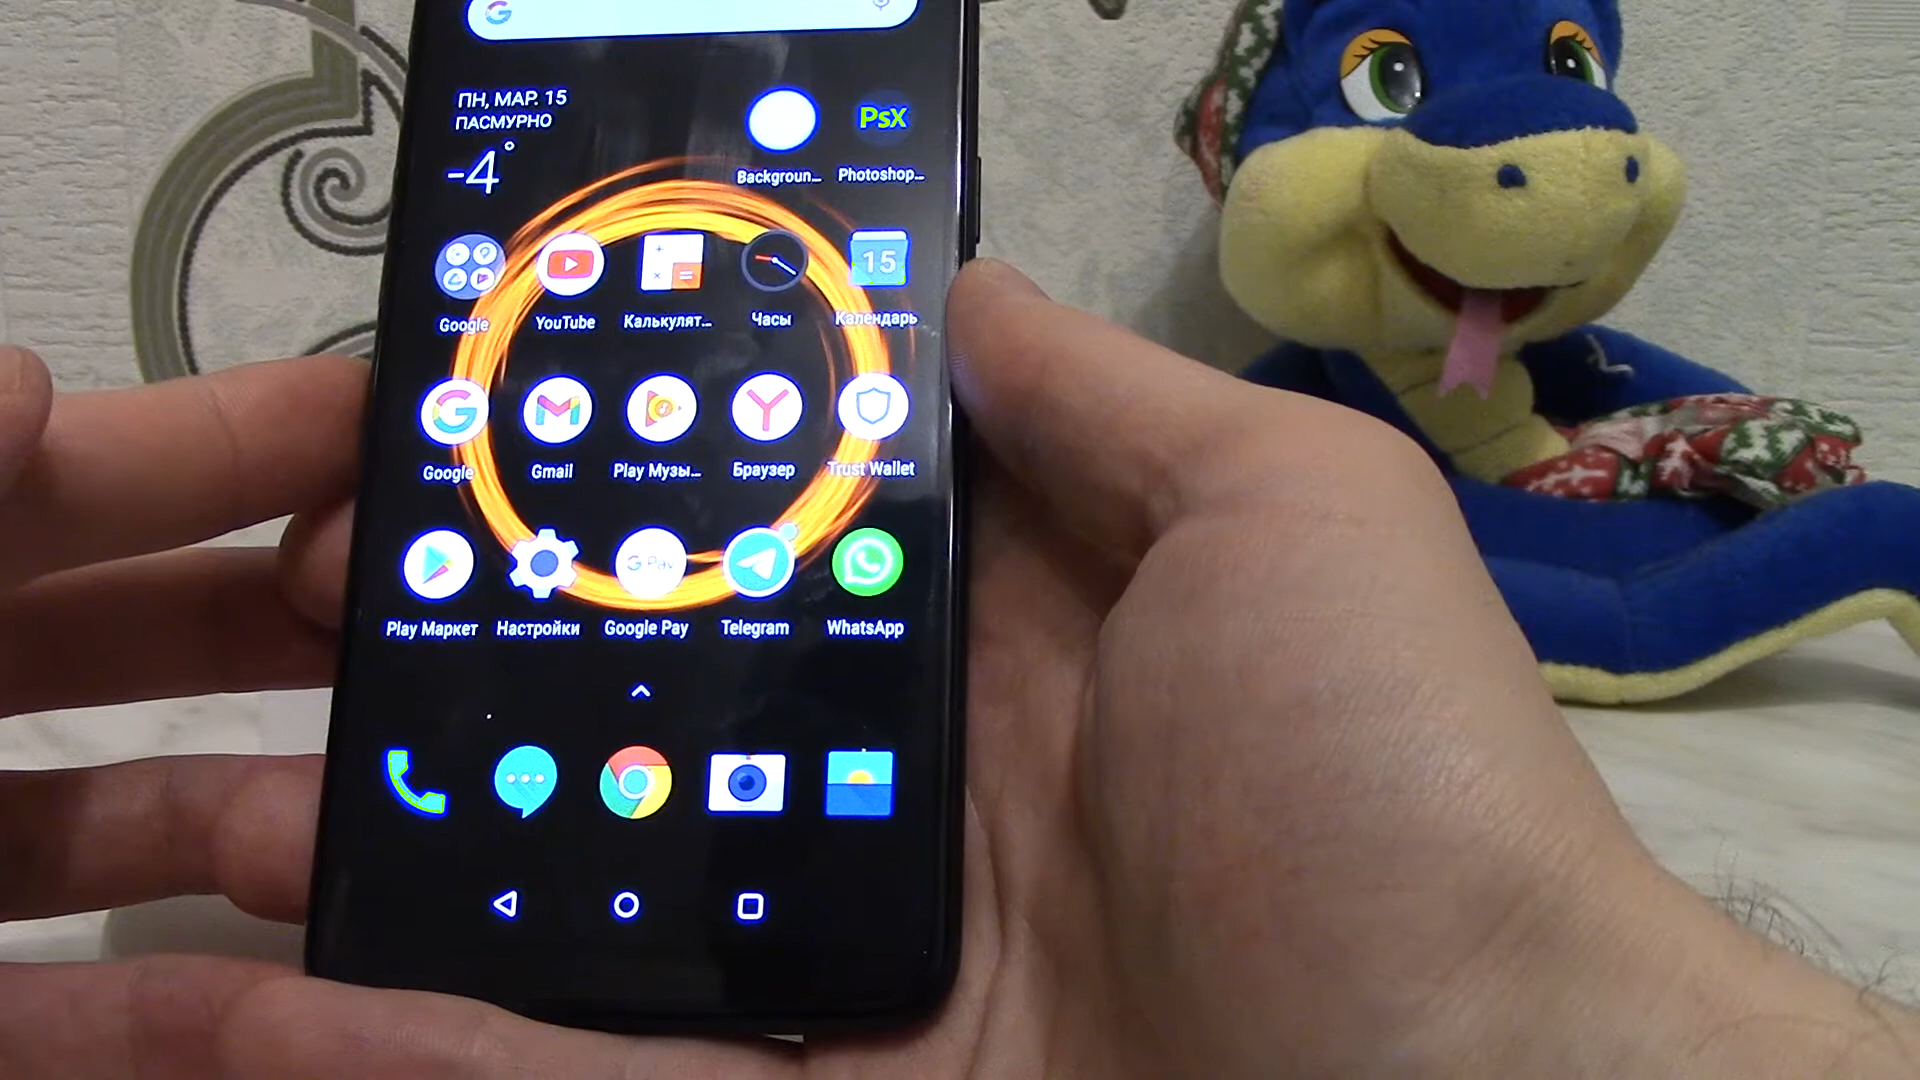 ПН, МАР. 15
ПАСМУРНО
-4°
PsX
Backgroun...
Photoshop...
15
Google
YouTube
Калькулят...
Часы
Календарь
Google
Gmail
Play Музы...
Браузер
Trust Wallet
G Pay
Play Маркет
Настройки
Google Pay
Telegram
WhatsApp